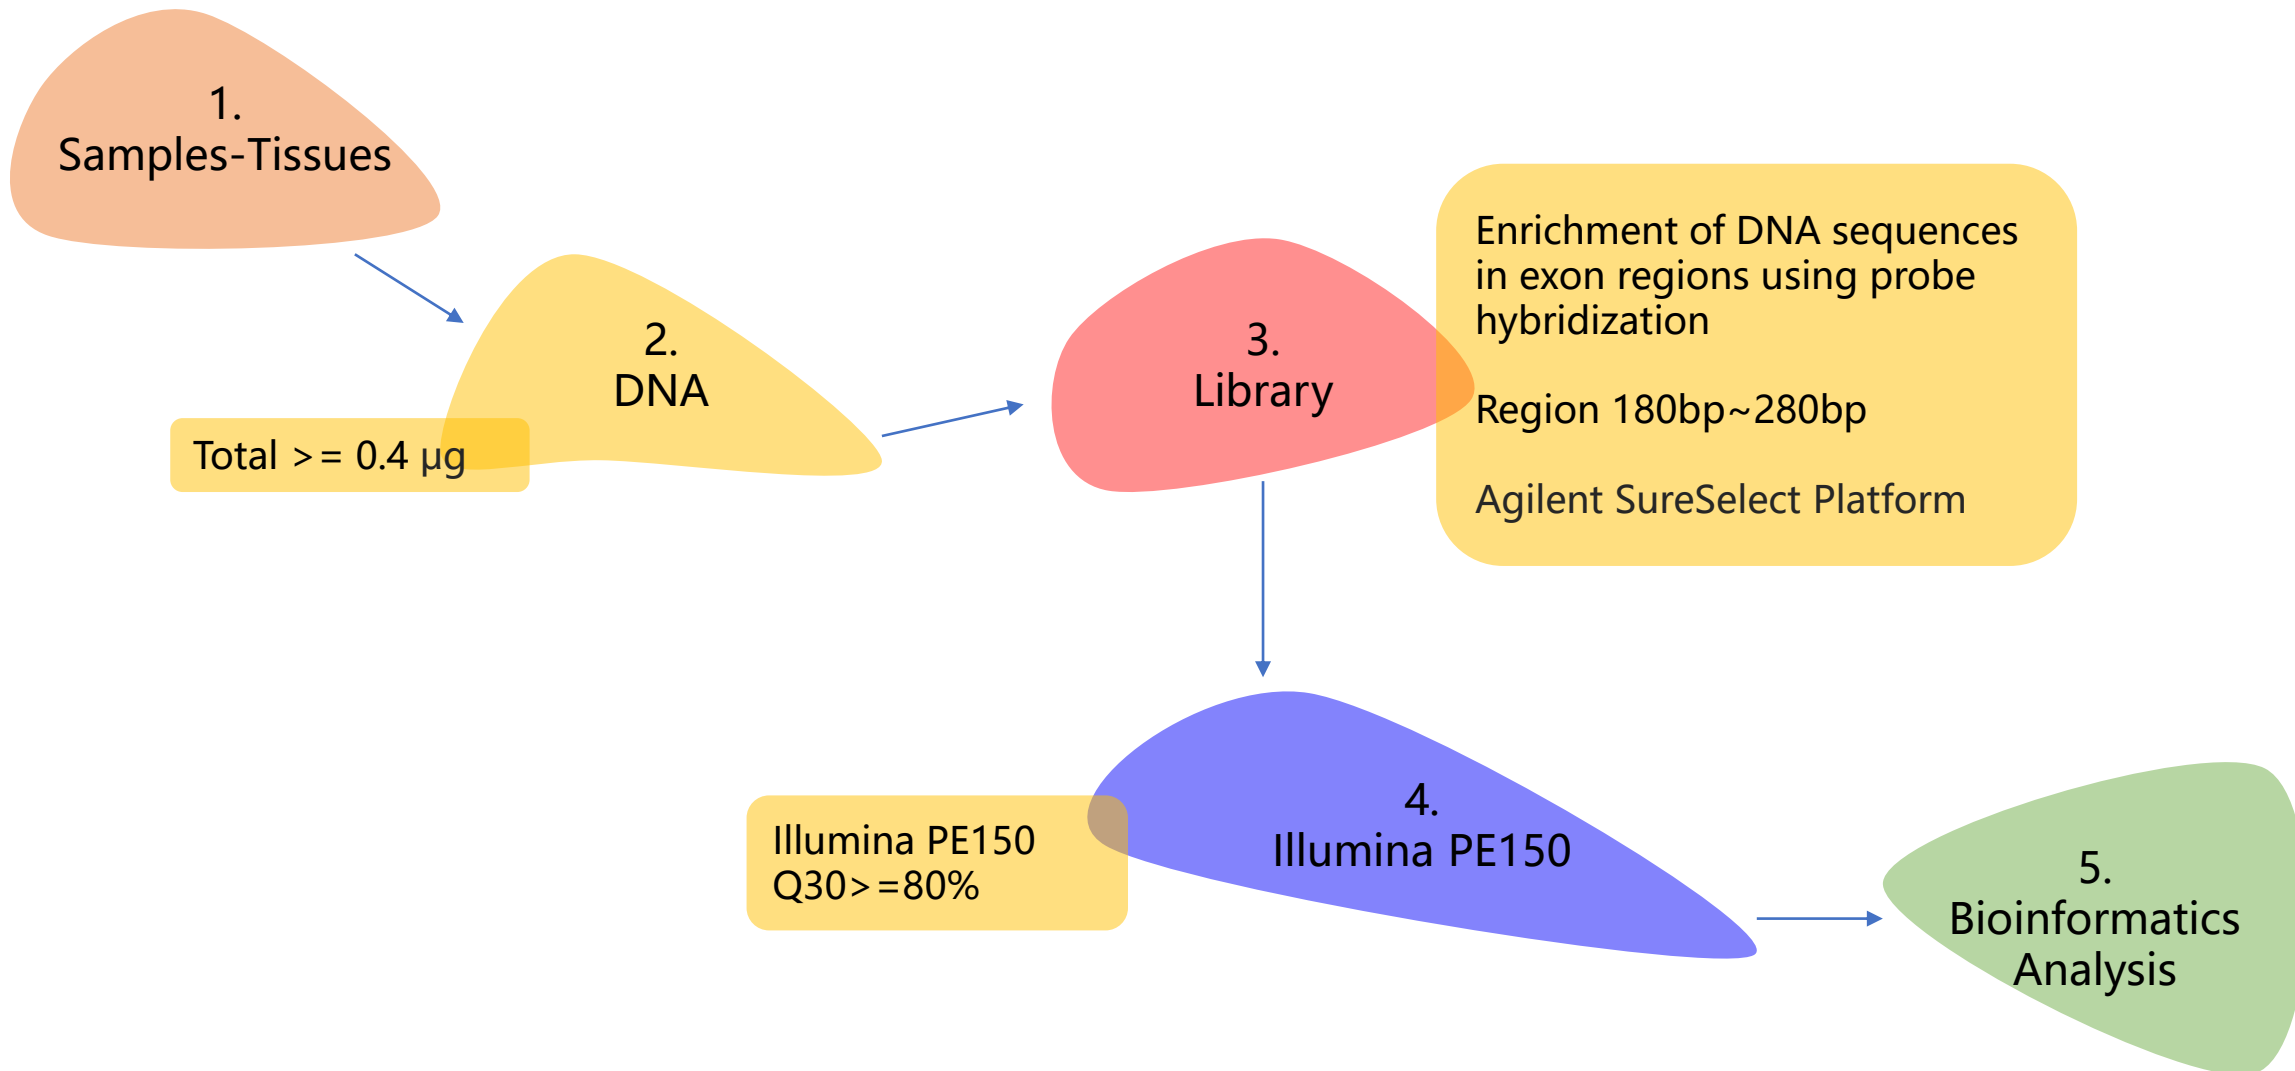 1.
Samples-Tissues
2.
DNA
Total >= 0.4 μg
3.
Library
Enrichment of DNA sequences
in exon regions using probe
hybridization
Region 180bp~280bp
Agilent SureSelect Platform
4.
Illumina PE150
Illumina PE150
Q30>=80%
5.
Bioinformatics
Analysis